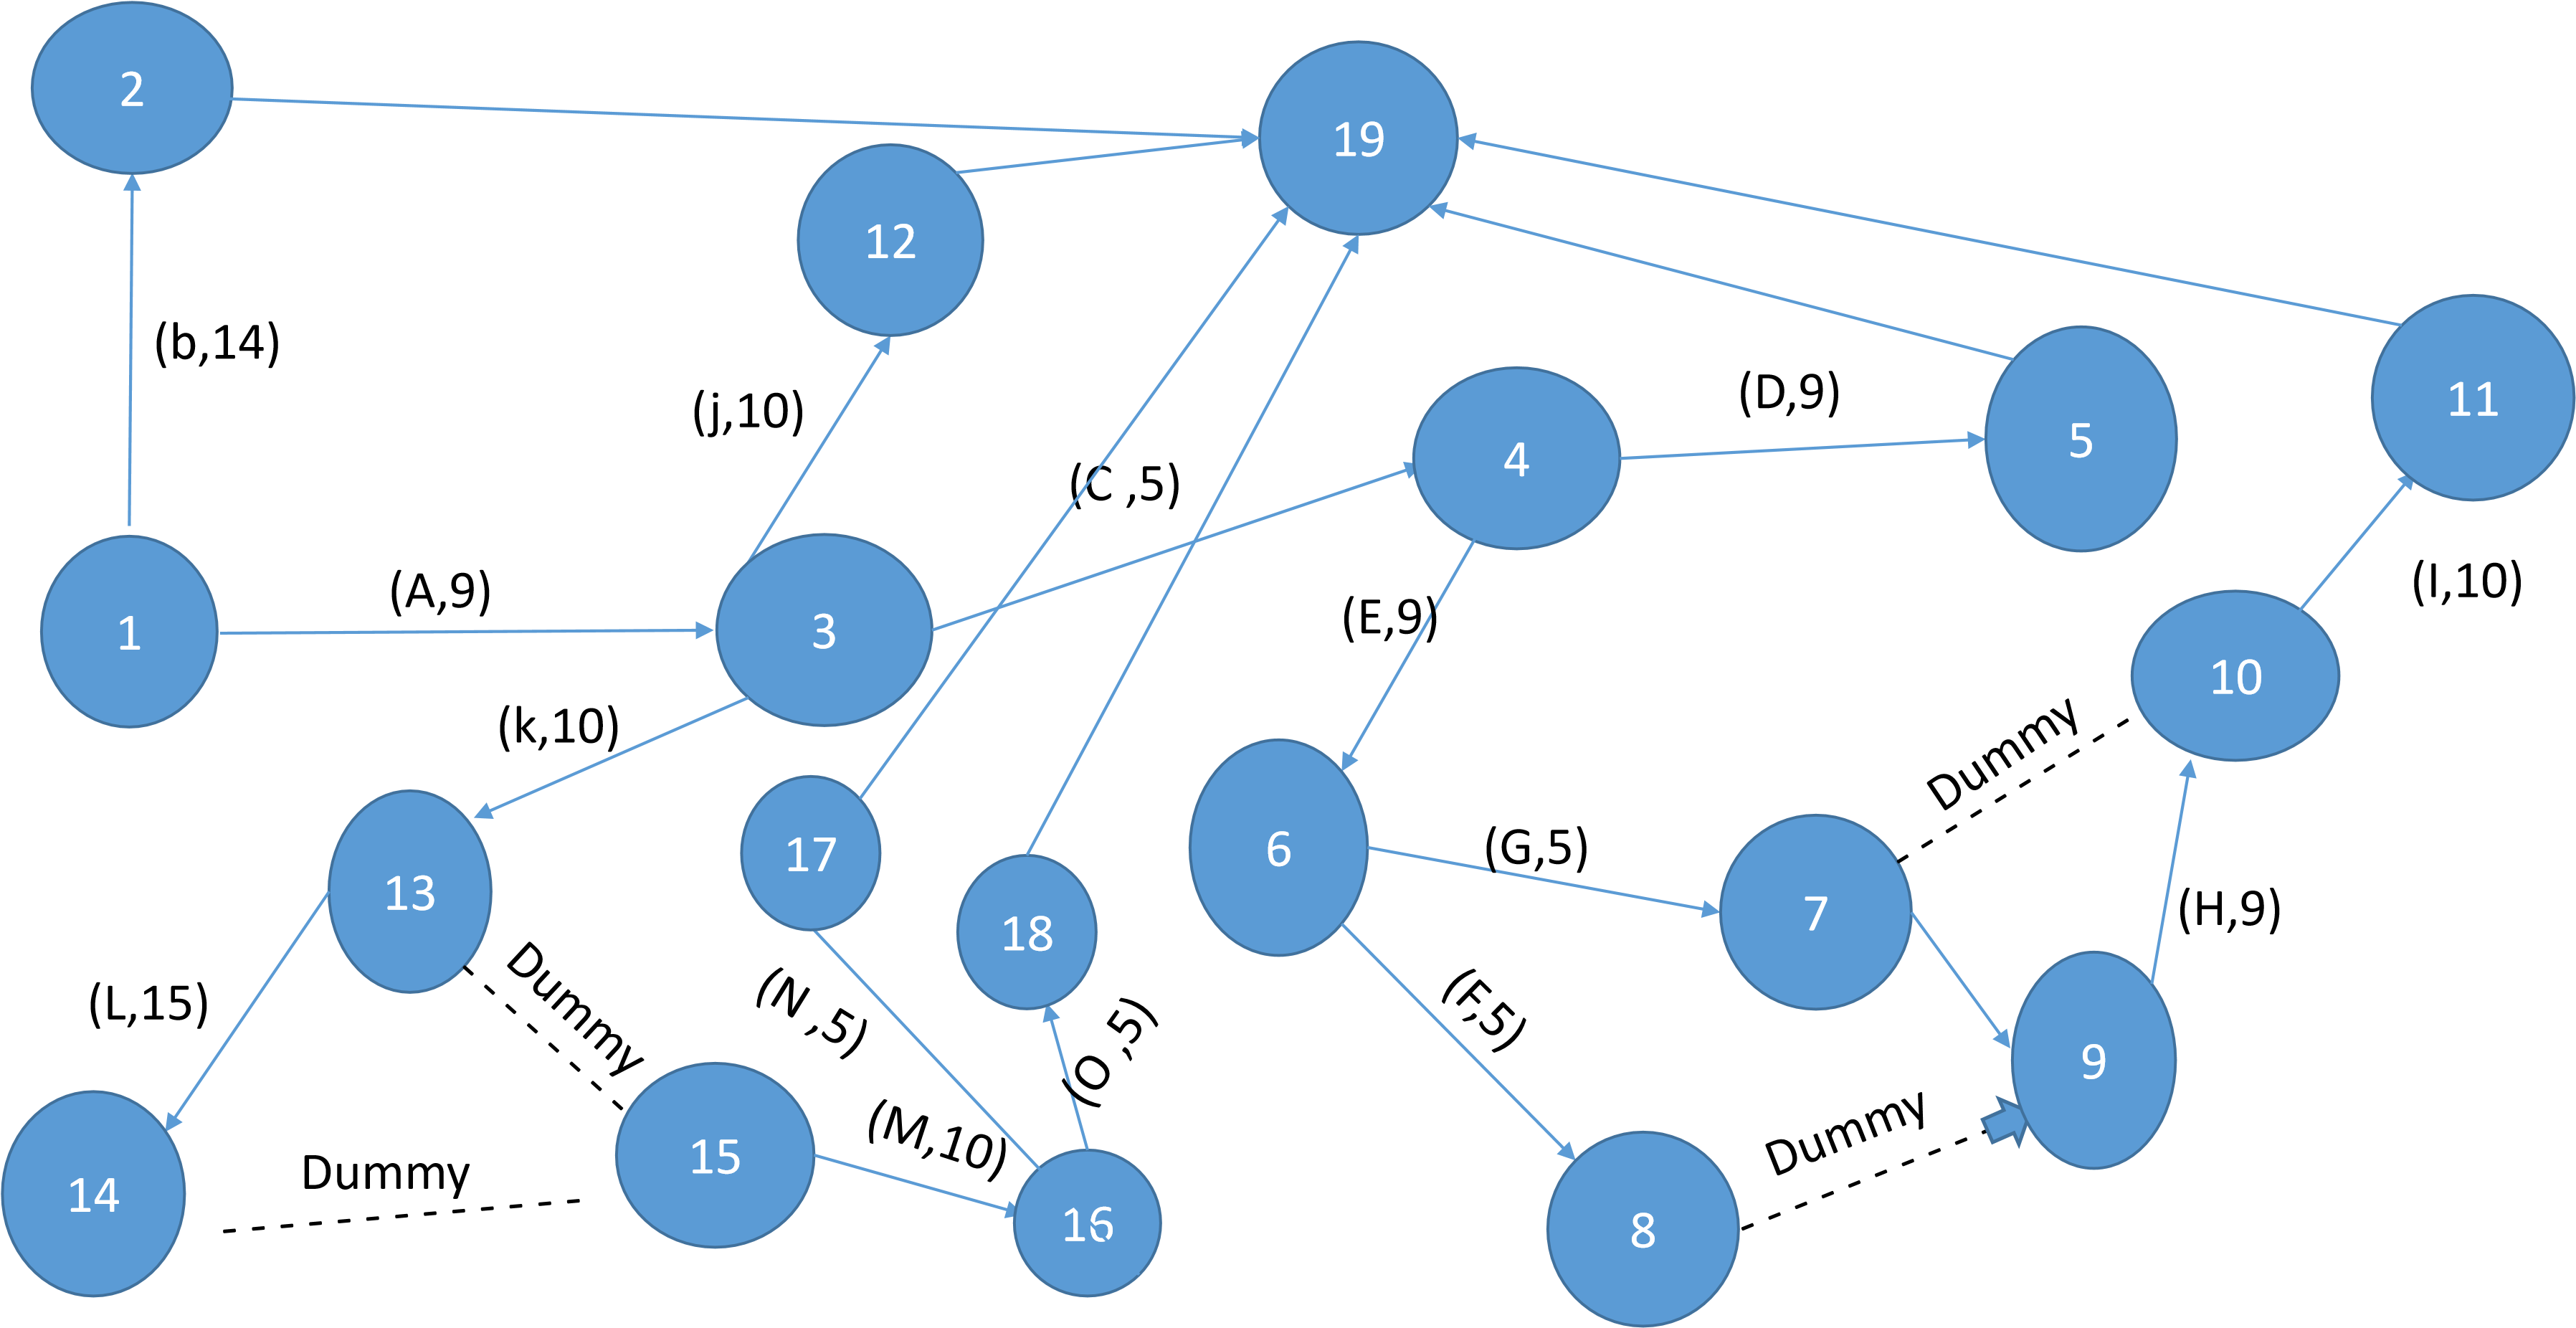 2
19
12
(b,14)
(j,10)
(C ,5)
4
(D,9)
5
11
1
(A,9)
3
(E,9)
(I,10)
(k,10)
10
Dummy
13
17
18
6
(G,5)
7
(H,9)
(L,15)
Dummy
(N ,5)
(O ,5)
(F,5)
9
14
Dummy
15
(M,10)
16
8
Dummy